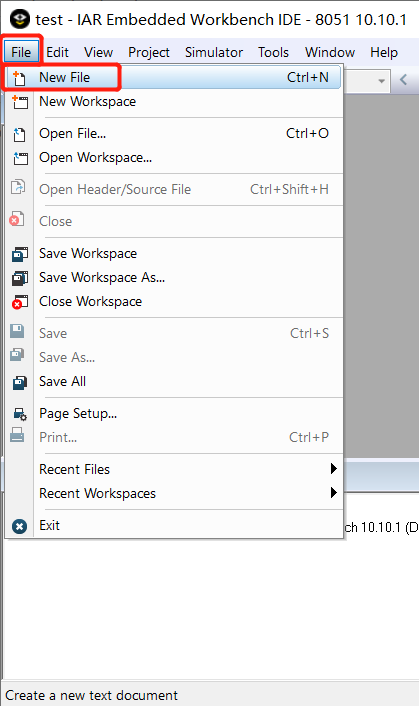 test - IAR Embedded Workbench IDE - 8051 10.10.1
File Edit View Project Simulator Tools Window Help
New File Ctrl+N
New Workspace
Open File... Ctrl+O
Open Workspace...
Open Header/Source File Ctrl+Shift+H
Close
Save Workspace
Save Workspace As...
Close Workspace
Save Ctrl+S
Save As...
Save All
Page Setup...
Print... Ctrl+P
Recent Files
Recent Workspaces
Exit
ch 10.10.1 (D
Create a new text document